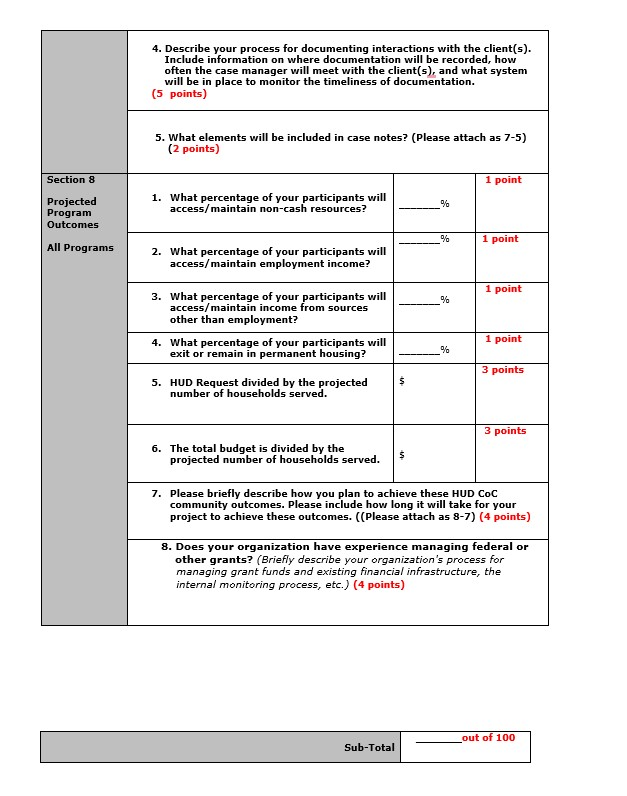 4. Describe your process for documenting interactions with the client(s).
Include information on where documentation will be recorded, how
often the case manager will meet with the client(s), and what system
will be in place to monitor the timeliness of documentation.
(5 points)
5. What elements will be included in case notes? (Please attach as 7-5)
(2 points)
Section 8
Projected
Program
Outcomes
All Programs
1. What percentage of your participants will
access/maintain non-cash resources?
_______%
1 point
2. What percentage of your participants will
access/maintain employment income?
_______%
1 point
3. What percentage of your participants will
access/maintain income from sources
other than employment?
_______%
1 point
4. What percentage of your participants will
exit or remain in permanent housing?
_______%
1 point
5. HUD Request divided by the projected
number of households served.
$
3 points
6. The total budget is divided by the
projected number of households served.
$
3 points
7. Please briefly describe how you plan to achieve these HUD CoC
community outcomes. Please include how long it will take for your
project to achieve these outcomes. ((Please attach as 8-7) (4 points)
8. Does your organization have experience managing federal or
other grants? (Briefly describe your organization's process for
managing grant funds and existing financial infrastructure, the
internal monitoring process, etc.) (4 points)
Sub-Total
________out of 100